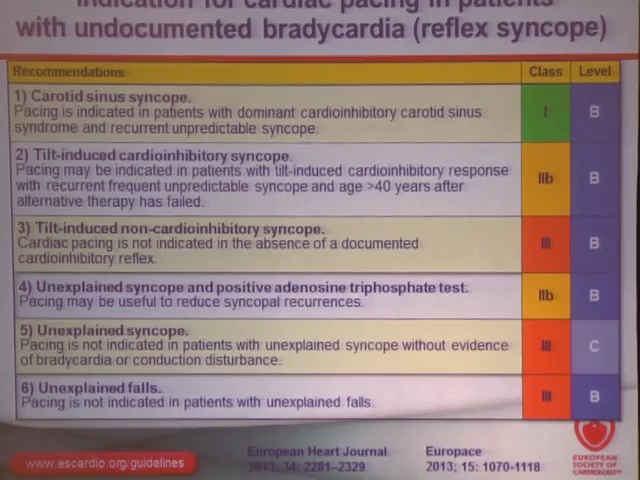 Indication for cardiac pacing in patients
with undocumented bradycardia (reflex syncope)
Recommendations Class Level
1) Carotid sinus syncope.
Pacing is indicated in patients with dominant cardioinhibitory carotid sinus
syndrome and recurrent unpredictable syncope.
I B
2) Tilt-induced cardioinhibitory syncope.
Pacing may be indicated in patients with tilt-induced cardioinhibitory response
with recurrent frequent unpredictable syncope and age >40 years after
alternative therapy has failed.
IIb B
3) Tilt-induced non-cardioinhibitory syncope.
Cardiac pacing is not indicated in the absence of a documented
cardioinhibitory reflex.
III B
4) Unexplained syncope and positive adenosine triphosphate test.
Pacing may be useful to reduce syncopal recurrences.
IIb B
5) Unexplained syncope.
Pacing is not indicated in patients with unexplained syncope without evidence
of bradycardia or conduction disturbance.
III C
6) Unexplained falls.
Pacing is not indicated in patients with unexplained falls.
III B
www.escardio.org/guidelines
European Heart Journal
2013; 34: 2281–2329
Europace
2013; 15: 1070-1118
EUROPEAN
SOCIETY OF
CARDIOLOGY